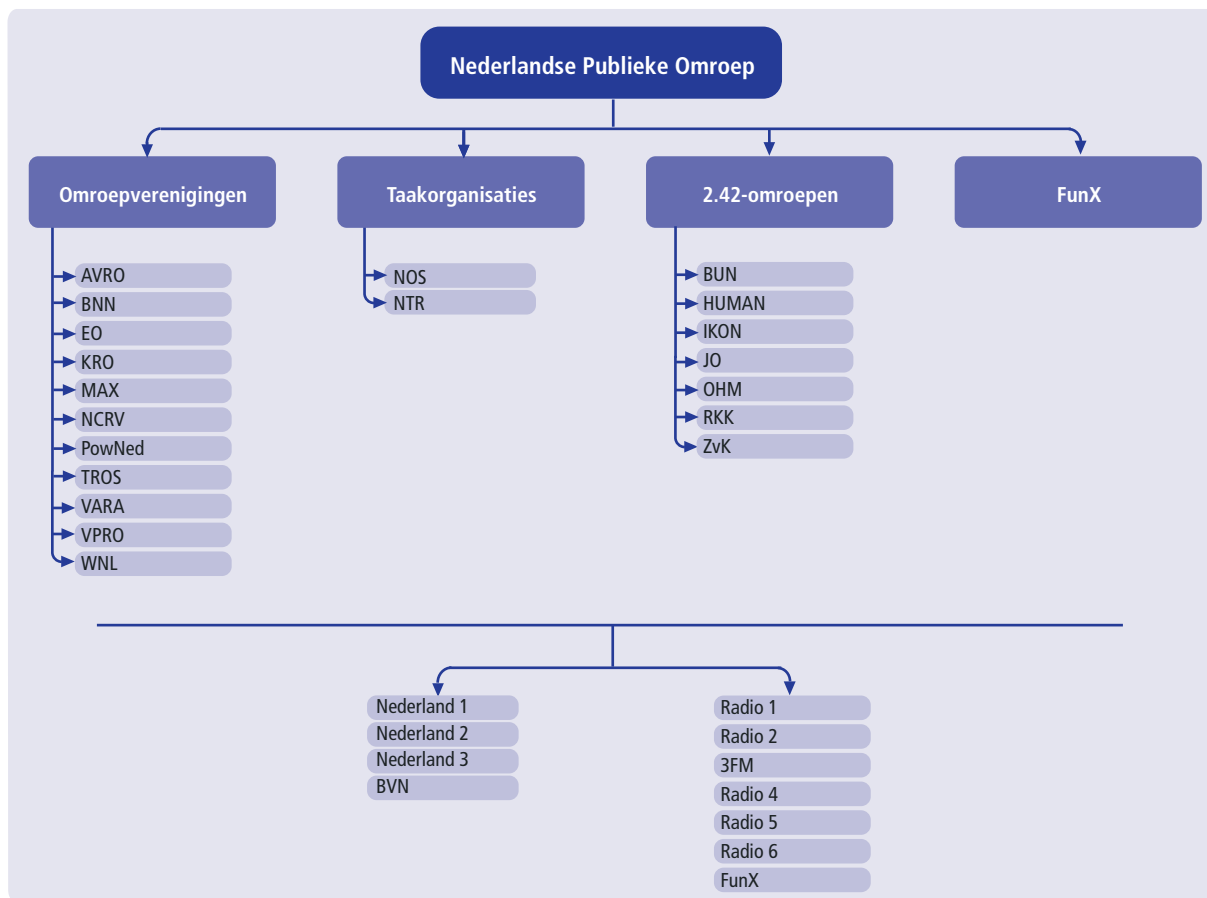 Nederlandse Publieke Omroep
Omroepverenigingen
AVRO
BNN
EO
KRO
MAX
NCRV
PowNed
TROS
VARA
VPRO
WNL
Taakorganisaties
NOS
NTR
2.42-omroepen
BUN
HUMAN
IKON
JO
OHM
RKK
ZvK
FunX
Nederland 1
Nederland 2
Nederland 3
BVN
Radio 1
Radio 2
3FM
Radio 4
Radio 5
Radio 6
FunX